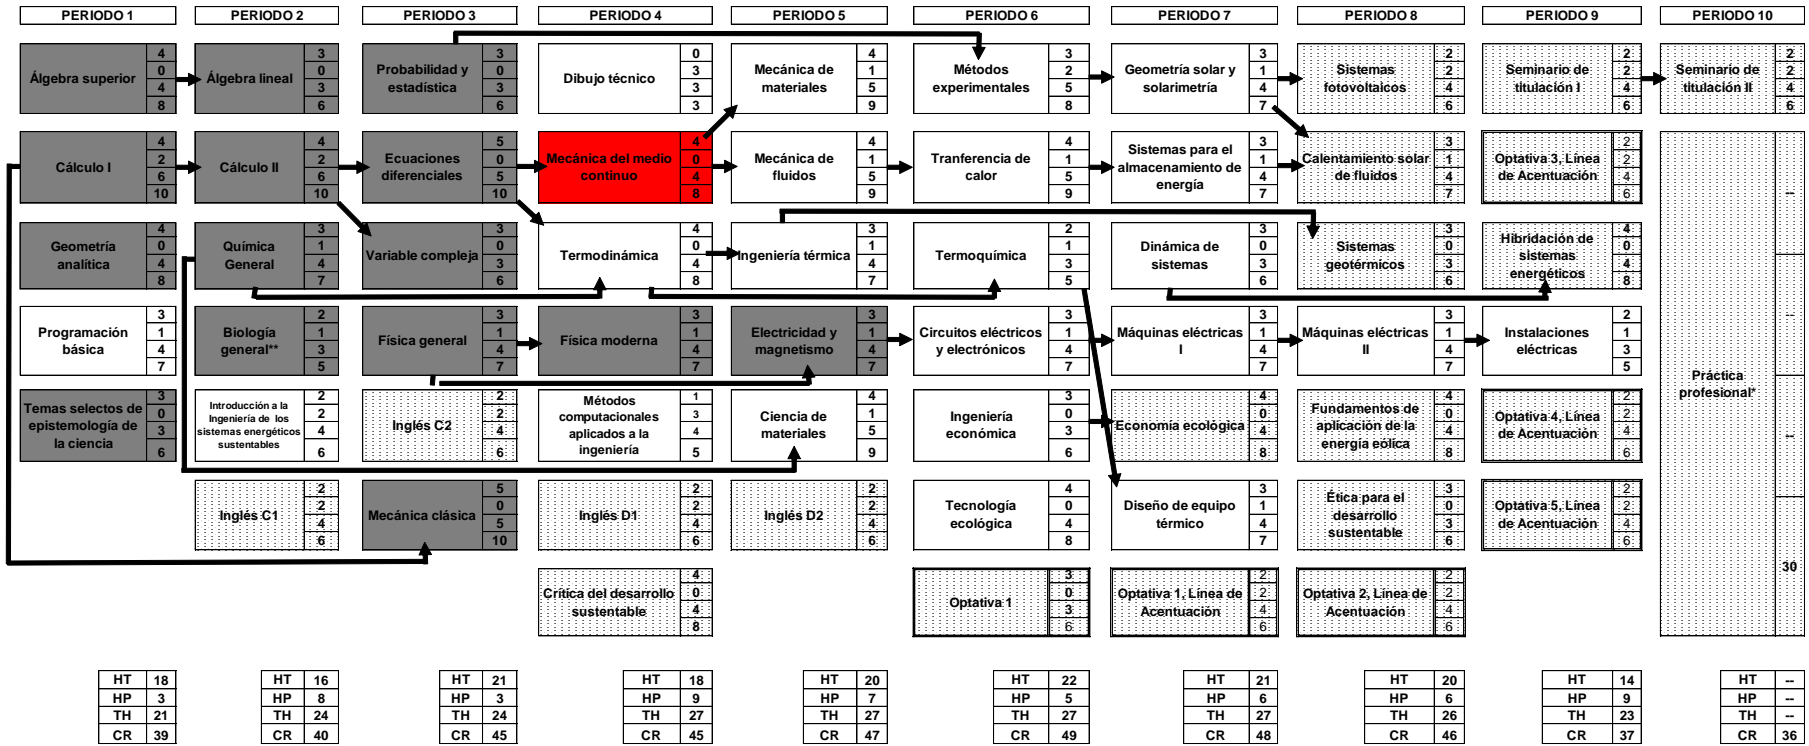 PERIODO 1
PERIODO 2
PERIODO 3
PERIODO 4
PERIODO 5
PERIODO 6
PERIODO 7
PERIODO 8
PERIODO 9
PERIODO 10
Álgebra superior
4
0
4
8
Álgebra lineal
3
0
3
6
Probabilidad y
estadística
3
0
3
6
Dibujo técnico
0
3
3
3
Mecánica de
materiales
4
1
5
9
Métodos
experimentales
3
2
5
8
Geometría solar y
solarimetría
3
1
4
7
Sistemas
fotovoltaicos
2
2
4
6
Seminario de
titulación I
2
2
4
6
Seminario de
titulación II
2
2
4
6
Cálculo I
4
2
6
10
Cálculo II
4
2
6
10
Ecuaciones
diferenciales
5
0
5
10
Mecánica del medio
continuo
4
0
4
8
Mecánica de
fluidos
4
1
5
9
Tranferencia de
calor
4
1
5
9
Sistemas para el
almacenamiento de
energía
3
1
4
7
Calentamiento solar
de fluidos
3
1
4
7
Optativa 3, Línea
de Acentuación
2
2
4
6
Geometría
analítica
4
0
4
8
Química
General
3
1
4
7
Variable compleja
3
0
3
6
Termodinámica
4
0
4
8
Ingeniería térmica
3
1
4
7
Termoquímica
2
1
3
5
Dinámica de
sistemas
3
0
3
6
Sistemas
geotérmicos
3
0
3
6
Hibridación de
sistemas
energéticos
4
0
4
8
Programación
básica
3
1
4
7
Biología
general**
2
1
3
5
Física general
3
1
4
7
Física moderna
3
1
4
7
Electricidad y
magnetismo
3
1
4
7
Circuitos eléctricos
y electrónicos
3
1
4
7
Máquinas eléctricas
I
3
1
4
7
Máquinas eléctricas
II
3
1
4
7
Instalaciones
eléctricas
2
1
3
5
Temas selectos de
epistemología de
la ciencia
3
0
3
6
Introducción a la
Ingeniería de los
sistemas energéticos
sustentables
2
2
4
6
Inglés C2
2
2
4
6
Métodos
computacionales
aplicados a la
ingeniería
1
3
4
5
Ciencia de
materiales
4
1
5
9
Ingeniería
económica
3
0
3
6
Economía ecológica
4
0
4
8
Fundamentos de
aplicación de la
energía eólica
4
0
4
8
Optativa 4, Línea
de Acentuación
2
2
4
6
Inglés C1
2
2
4
6
Mecánica clásica
5
0
5
10
Inglés D1
2
2
4
6
Inglés D2
2
2
4
6
Tecnología
ecológica
4
0
4
8
Diseño de equipo
térmico
3
1
4
7
Ética para el
desarrollo
sustentable
3
0
3
6
Optativa 5, Línea
de Acentuación
2
2
4
6
Crítica del desarrollo
sustentable
4
0
4
8
Optativa 1
3
0
3
6
Optativa 1, Línea de
Acentuación
2
2
4
6
Optativa 2, Línea de
Acentuación
2
2
4
6
Práctica
profesional*
--
--
--
30
HT 18
HP 3
TH 21
CR 39
HT 16
HP 8
TH 24
CR 40
HT 21
HP 3
TH 24
CR 45
HT 18
HP 9
TH 27
CR 45
HT 20
HP 7
TH 27
CR 47
HT 22
HP 5
TH 27
CR 49
HT 21
HP 6
TH 27
CR 48
HT 20
HP 6
TH 26
CR 46
HT 14
HP 9
TH 23
CR 37
HT --
HP --
TH --
CR 36